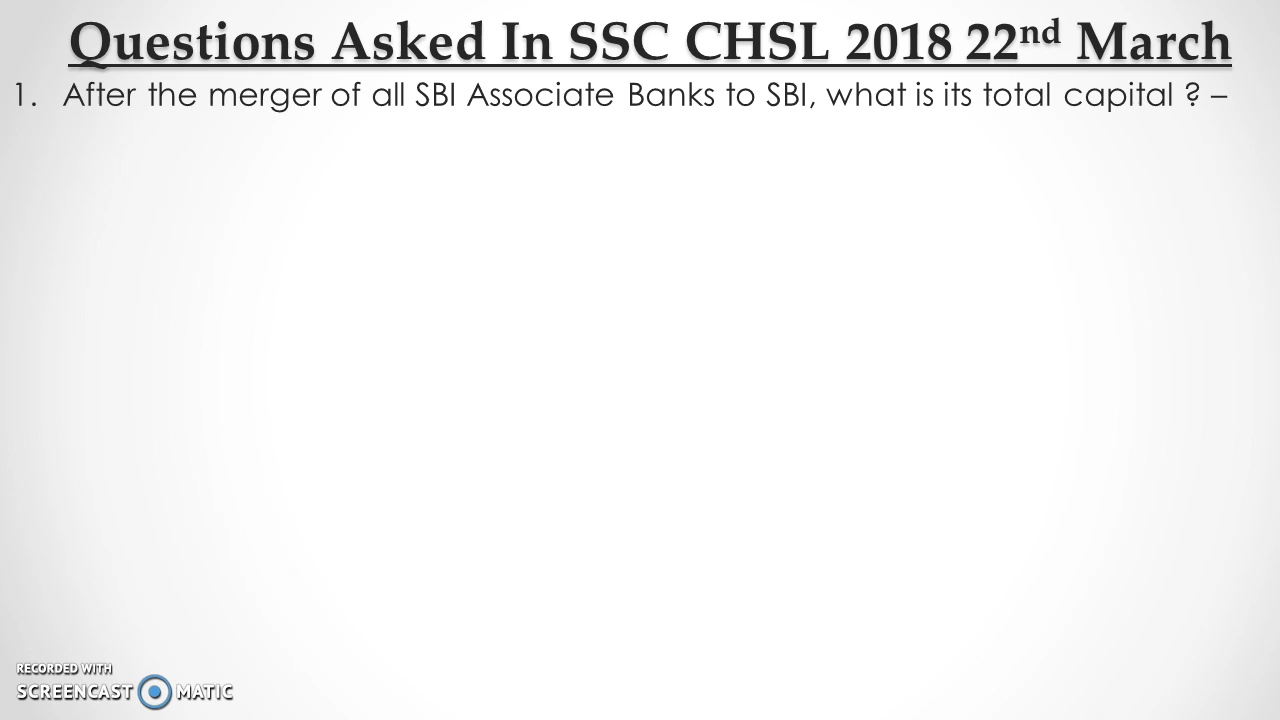 Questions Asked In SSC CHSL 2018 22nd March
1. After the merger of all SBI Associate Banks to SBI, what is its total capital ? –
RECORDED WITH
SCREENCAST MATIC